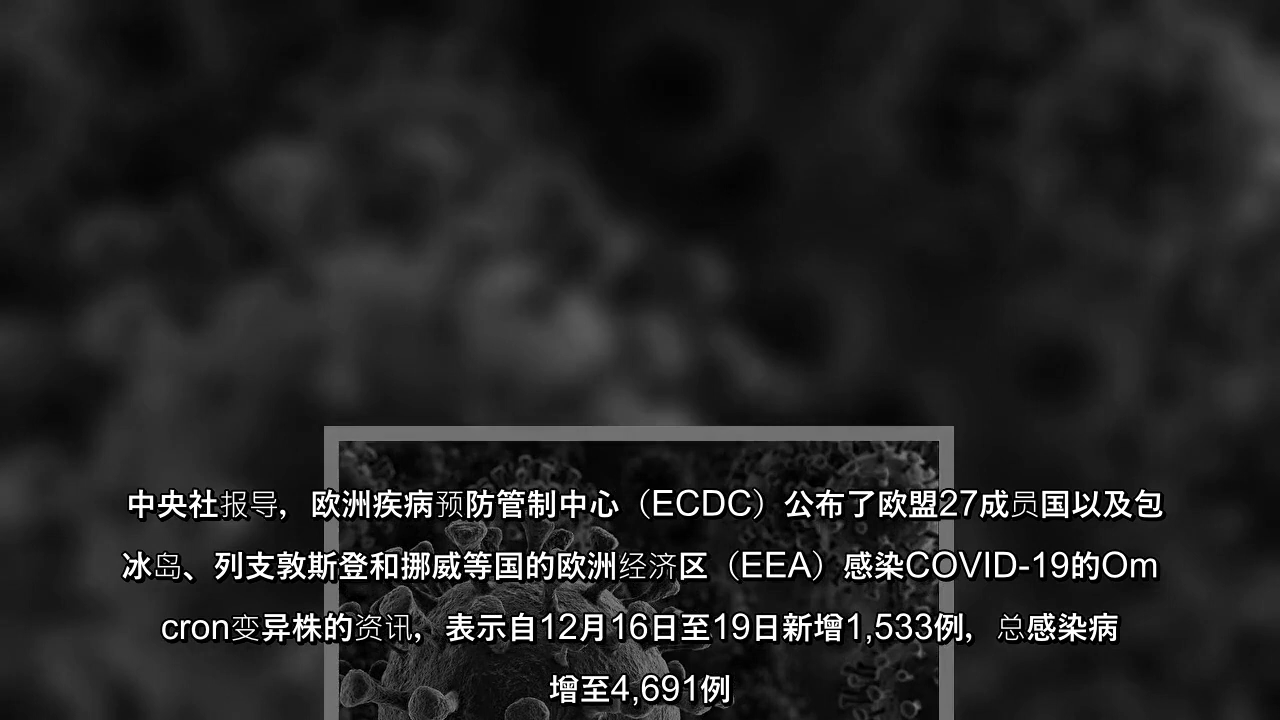 中央社报导，欧洲疾病预防管制中心（ECDC）公布了欧盟27成员国以及包
冰岛、列支敦斯登和挪威等国的欧洲经济区（EEA）感染COVID-19的Om
cron变异株的资讯，表示自12月16日至19日新增1,533例，总感染病
增至4,691例